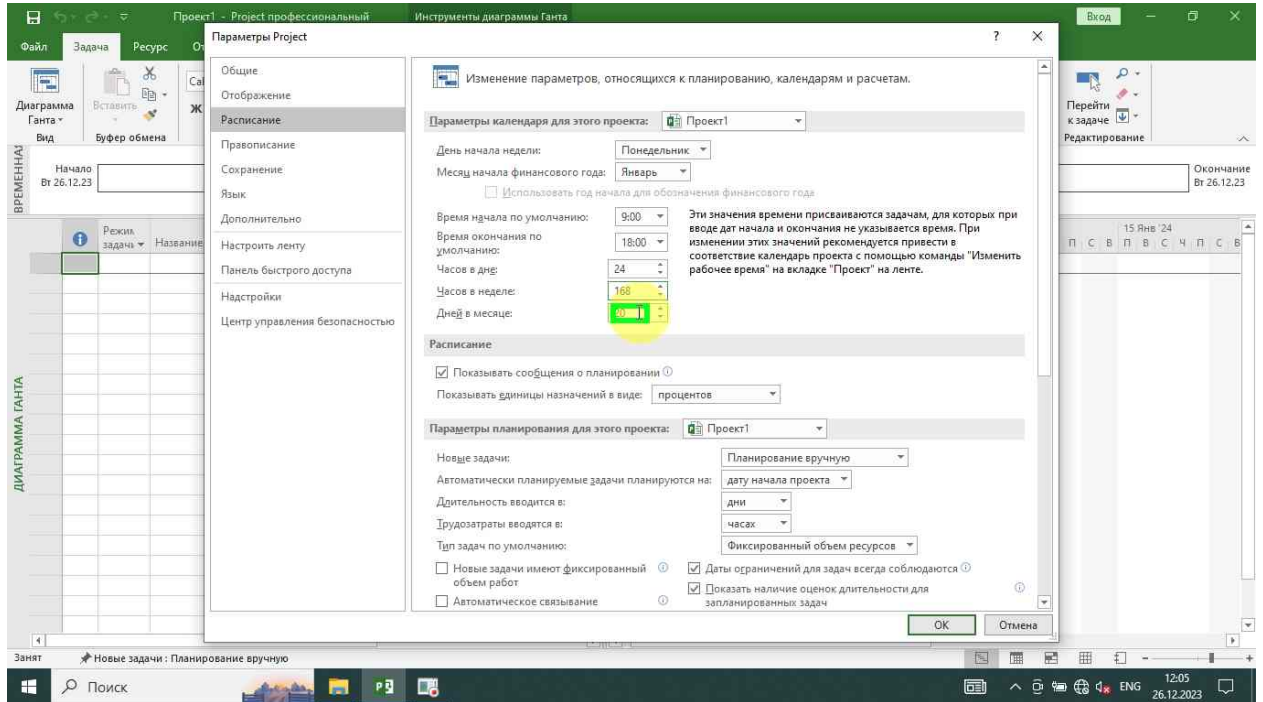 Проект1 - Project профессиональный
Инструменты диаграммы Ганта
Вход
Файл Задача Ресурс От
Параметры Project
? ×
Диаграмма Ганта
Вид
Вставить
Буфер обмена
Cal
Ж
Перейти к задаче
Редактирование
Начало
Вт 26.12.23
Окончание
Вт 26.12.23
Режим задачи
Название
15 Янв '24
П С В П В С Ч П С В
ДИАГРАММА ГАНТА
Общие
Отображение
Расписание
Правописание
Сохранение
Язык
Дополнительно
Настроить ленту
Панель быстрого доступа
Надстройки
Центр управления безопасностью
Изменение параметров, относящихся к планированию, календарям и расчетам.
Параметры календаря для этого проекта: Проект1
День начала недели: Понедельник
Месяц начала финансового года: Январь
Использовать год начала для обозначения финансового года
Время начала по умолчанию: 9:00
Время окончания по умолчанию: 18:00
Часов в дне: 24
Часов в неделе: 168
Дней в месяце: 20
Эти значения времени присваиваются задачам, для которых при
вводе дат начала и окончания не указывается время. При
изменении этих значений рекомендуется привести в
соответствие календарь проекта с помощью команды "Изменить
рабочее время" на вкладке "Проект" на ленте.
Расписание
Показывать сообщения о планировании
Показывать единицы назначений в виде: процентов
Параметры планирования для этого проекта: Проект1
Новые задачи: Планирование вручную
Автоматически планируемые задачи планируются на: дату начала проекта
Длительность вводится в: дни
Трудозатраты вводятся в: часах
Тип задач по умолчанию: Фиксированный объем ресурсов
Новые задачи имеют фиксированный
объем работ
Автоматическое связывание
Даты ограничений для задач всегда соблюдаются
Показать наличие оценок длительности для
запланированных задач
OK Отмена
Занят
Новые задачи : Планирование вручную
Поиск
ENG
12:05
26.12.2023